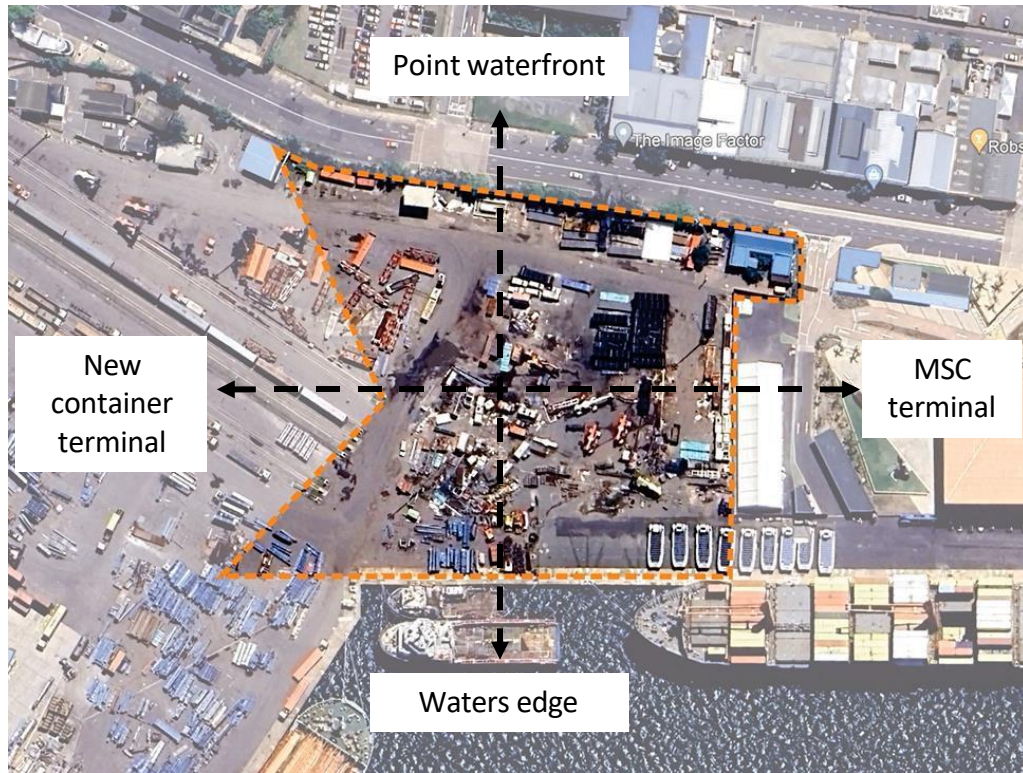 Point waterfront
The Image Factor
Robs
New
container
terminal
MSC
terminal
Waters edge